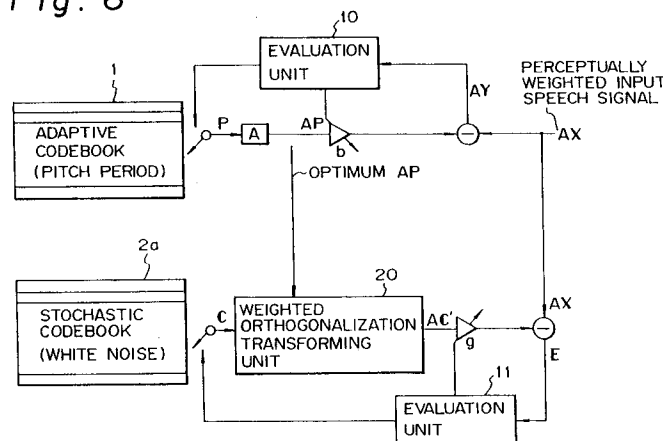 Fig. 6
10
EVALUATION
UNIT
1
ADAPTIVE
CODEBOOK
(PITCH PERIOD)
P
A
AP
b
AY
PERCEPTUALLY
WEIGHTED INPUT
SPEECH SIGNAL
AX
OPTIMUM AP
2a
STOCHASTIC
CODEBOOK
(WHITE NOISE)
C
20
WEIGHTED
ORTHOGONALIZATION
TRANSFORMING
UNIT
AC'
g
AX
E
11
EVALUATION
UNIT